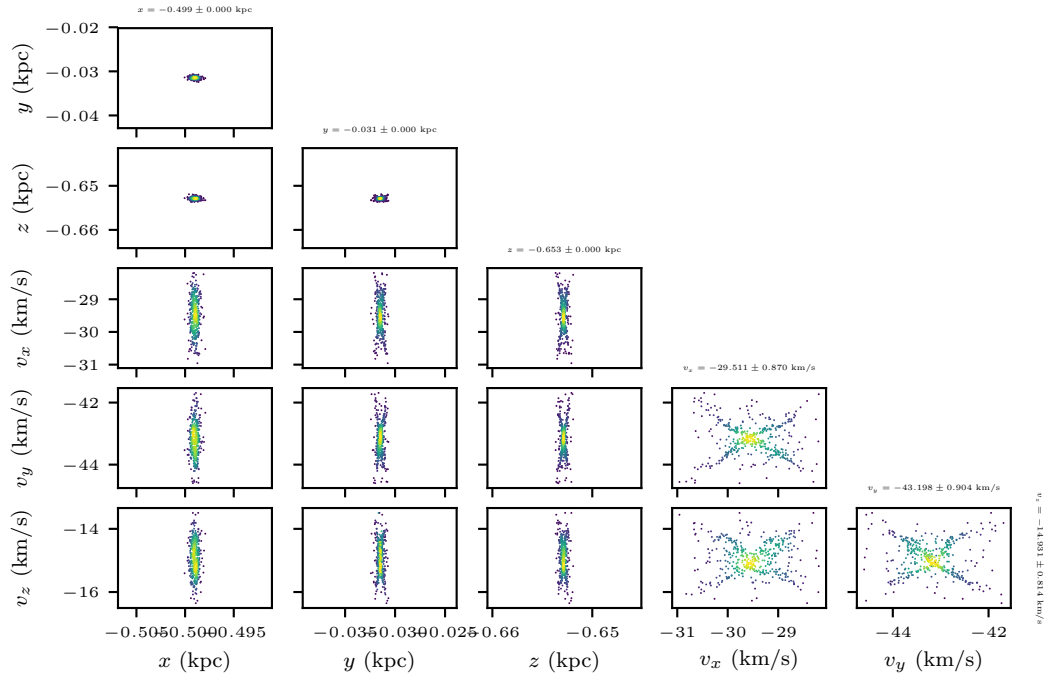 x = −0.499 ± 0.000 kpc
−0.02
−0.03
−0.04
y (kpc)
y = −0.031 ± 0.000 kpc
−0.65
−0.66
z (kpc)
z = −0.653 ± 0.000 kpc
−29
−30
−31
v_x (km/s)
v_x = −29.511 ± 0.870 km/s
−42
−44
v_y (km/s)
v_y = −43.198 ± 0.904 km/s
−14
−16
v_z (km/s)
v_z = −14.931 ± 0.814 km/s
−0.505 −0.500 −0.495 −0.035 −0.030 −0.025 −0.66 −0.65 −31 −30 −29 −44 −42
x (kpc) y (kpc) z (kpc) v_x (km/s) v_y (km/s)